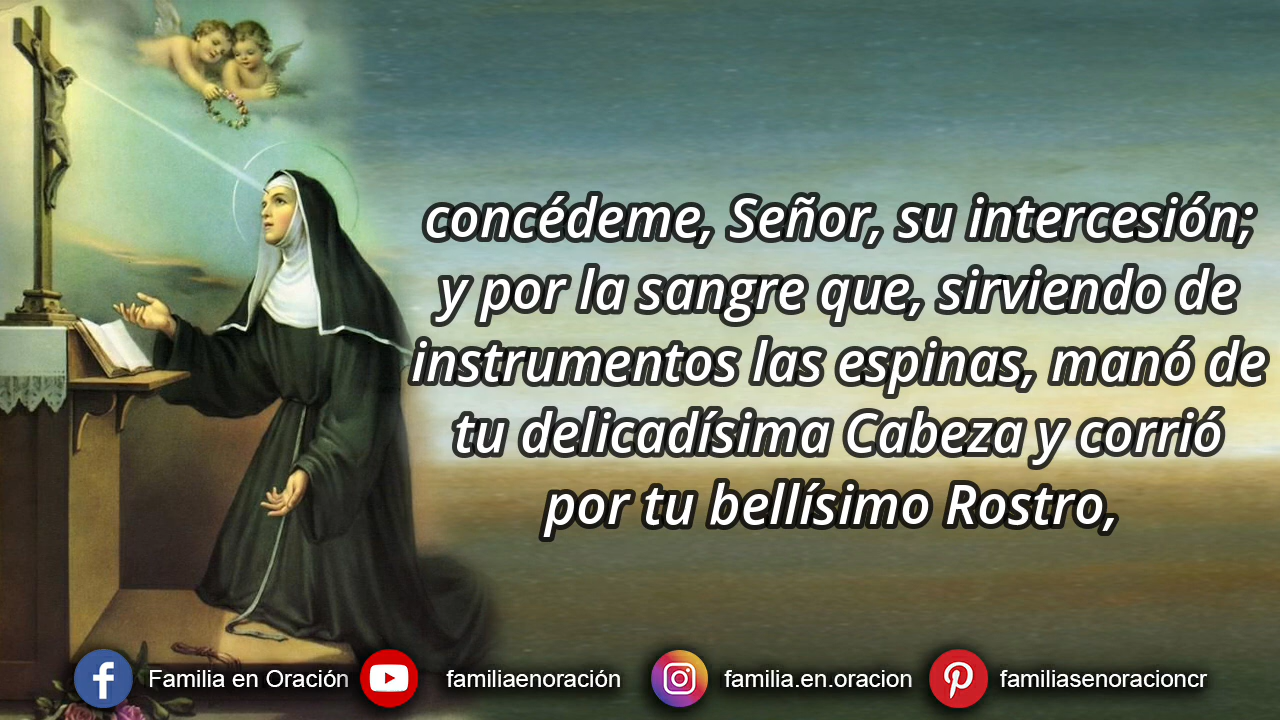 concédeme, Señor, su intercesión;
y por la sangre que, sirviendo de
instrumentos las espinas, manó de
tu delicadísima Cabeza y corrió
por tu bellísimo Rostro,
Familia en Oración
familiaenoración
familia.en.oracion
familiasenoracioncr